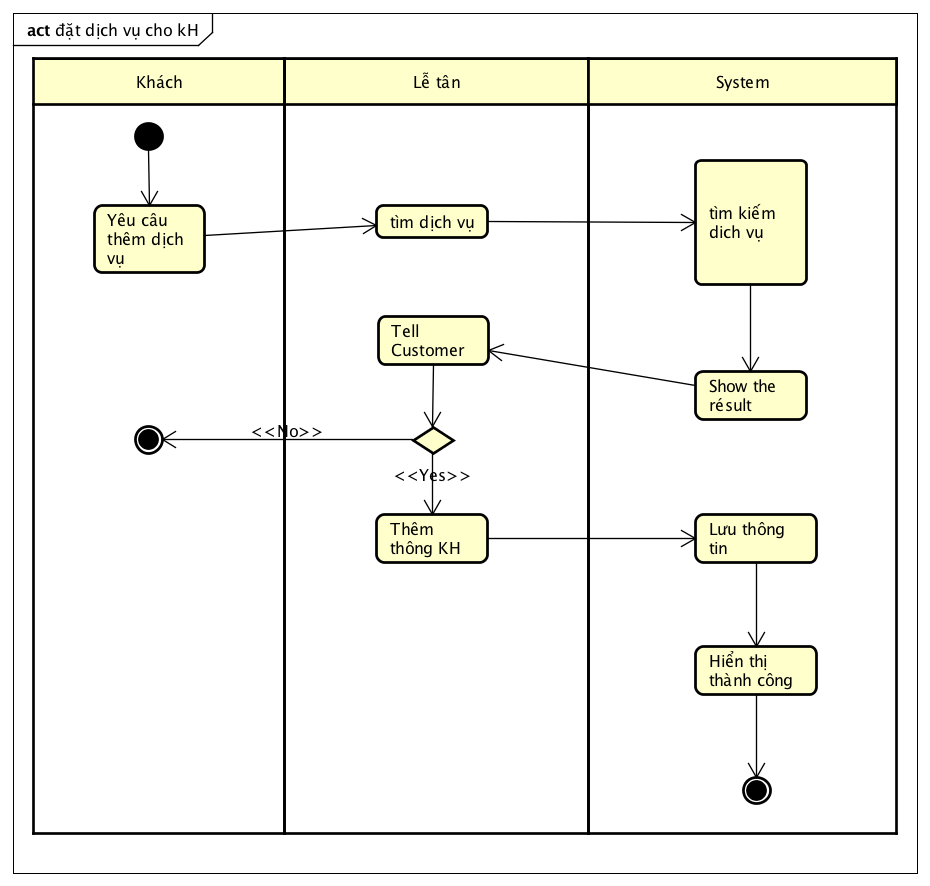 act đặt dịch vụ cho kH
Khách
Lễ tân
System
Yêu câu
thêm dịch
vụ
tìm dịch vụ
tìm kiếm
dich vụ
Tell
Customer
Show the
résult
<<No>>
<<Yes>>
Thêm
thông KH
Lưu thông
tin
Hiển thị
thành công